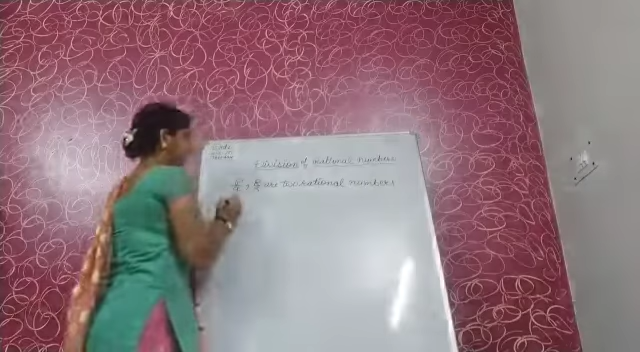 Division of rational numbers
are two rational numbers